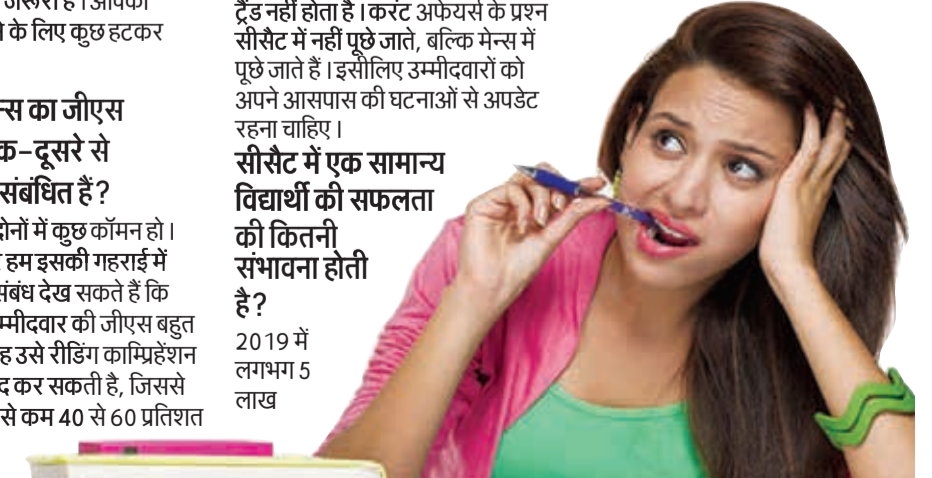 के लिए कुछ हटकर
का जीएस
दूसरे से
संबंधित हैं?
दोनों में कुछ कॉमन हो।
हम इसकी गहराई में
संबंध देख सकते हैं कि
उम्मीदवार की जीएस बहुत
उसे रीडिंग काम्प्रिहेंशन
कर सकती है, जिससे
से कम 40 से 60 प्रतिशत
ट्रेंड नहीं होता है। करंट अफेयर्स के प्रश्न
सीसैट में नहीं पूछे जाते, बल्कि मेन्स में
पूछे जाते हैं। इसीलिए उम्मीदवारों को
अपने आसपास की घटनाओं से अपडेट
रहना चाहिए।
सीसैट में एक सामान्य
विद्यार्थी की सफलता
की कितनी
संभावना होती
है?
2019 में
लगभग 5
लाख